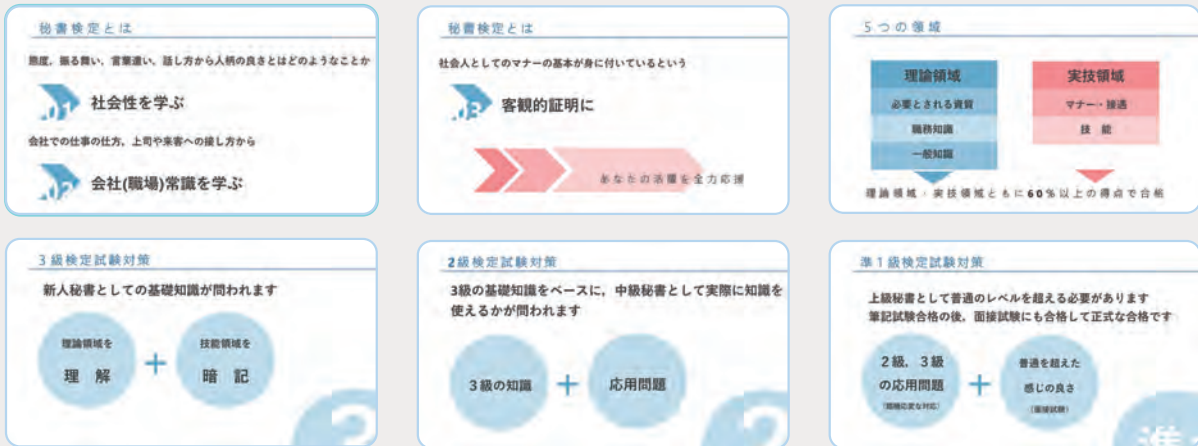 秘書検定とは
態度，振る舞い、言葉遣い、話し方から人柄の良さとはどのようなことか
01 社会性を学ぶ
会社での仕事の仕方、上司や来客への接し方から
02 会社(職場)常識を学ぶ
秘書検定とは
社会人としてのマナーの基本が身に付いているという
03 客観的証明に
あなたの活躍を全力応援
5つの領域
理論領域
必要とされる資質
職務知識
一般知識
実技領域
マナー・接遇
技 能
理論領域・実技領域ともに60％以上の得点で合格
3級検定試験対策
新人秘書としての基礎知識が問われます
理論領域を
理 解
+
技能領域を
暗 記
3
2級検定試験対策
3級の基礎知識をベースに，中級秘書として実際に知識を
使えるかが問われます
3級の知識
+
応用問題
2
準1級検定試験対策
上級秘書として普通のレベルを超える必要があります
筆記試験合格の後，面接試験にも合格して正式な合格です
2級，3級
の応用問題
(臨機応変な対応)
+
普通を超えた
感じの良さ
(面接試験)
準